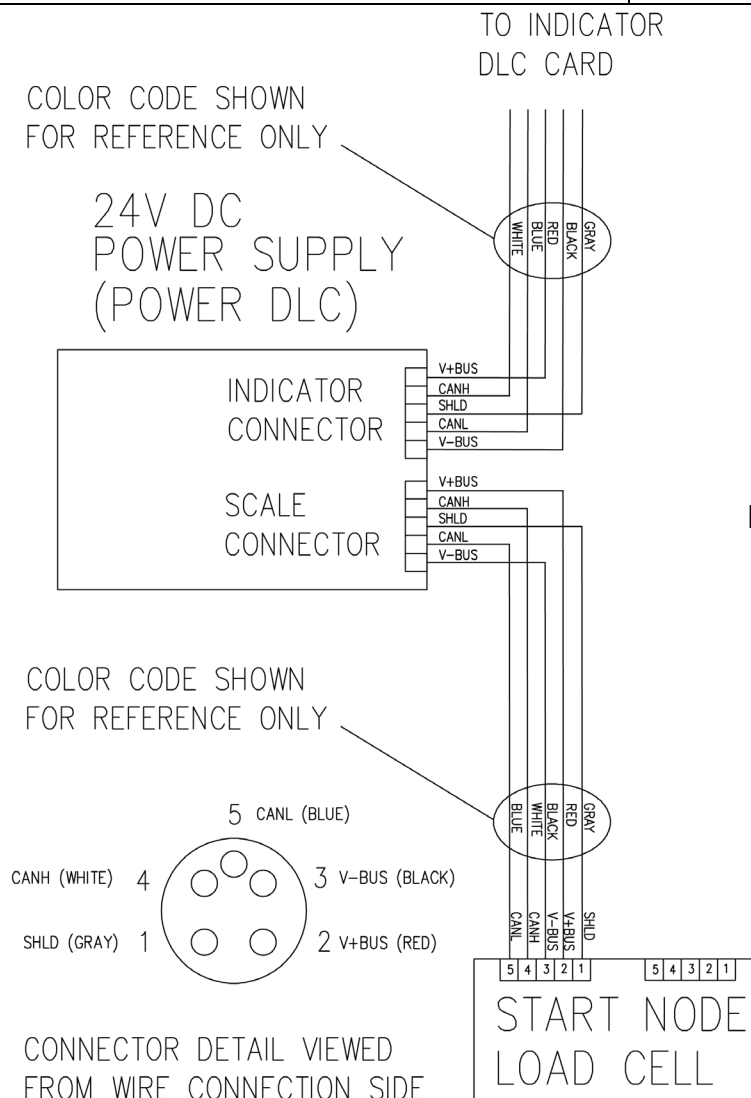 TO INDICATOR
DLC CARD
COLOR CODE SHOWN
FOR REFERENCE ONLY
WHITE
BLUE
RED
BLACK
GRAY
24V DC
POWER SUPPLY
(POWER DLC)
INDICATOR
CONNECTOR
V+BUS
CANH
SHLD
CANL
V-BUS
SCALE
CONNECTOR
V+BUS
CANH
SHLD
CANL
V-BUS
COLOR CODE SHOWN
FOR REFERENCE ONLY
BLUE
WHITE
BLACK
RED
GRAY
5 CANL (BLUE)
CANH (WHITE) 4
3 V-BUS (BLACK)
SHLD (GRAY) 1
2 V+BUS (RED)
CANL
CANH
V-BUS
V+BUS
SHLD
5 4 3 2 1
5 4 3 2 1
START NODE
LOAD CELL
CONNECTOR DETAIL VIEWED
FROM WIRE CONNECTION SIDE